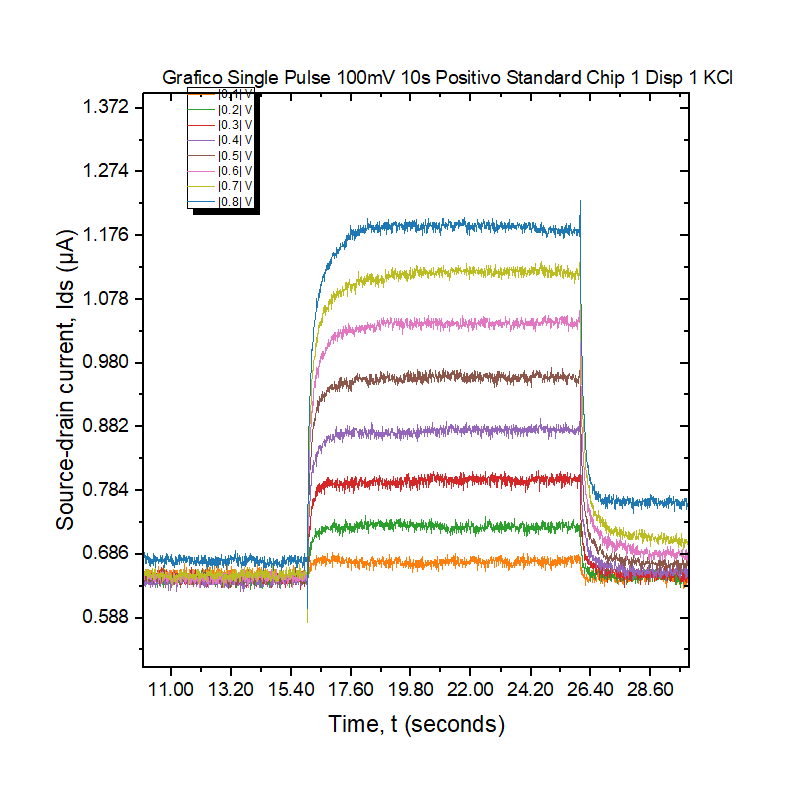 Grafico Single Pulse 100mV 10s Positivo Standard Chip 1 Disp 1 KCl
|0.1| V
|0.2| V
|0.3| V
|0.4| V
|0.5| V
|0.6| V
|0.7| V
|0.8| V
1.372
1.274
1.176
1.078
0.980
0.882
0.784
0.686
0.588
Source-drain current, Ids (µA)
11.00 13.20 15.40 17.60 19.80 22.00 24.20 26.40 28.60
Time, t (seconds)